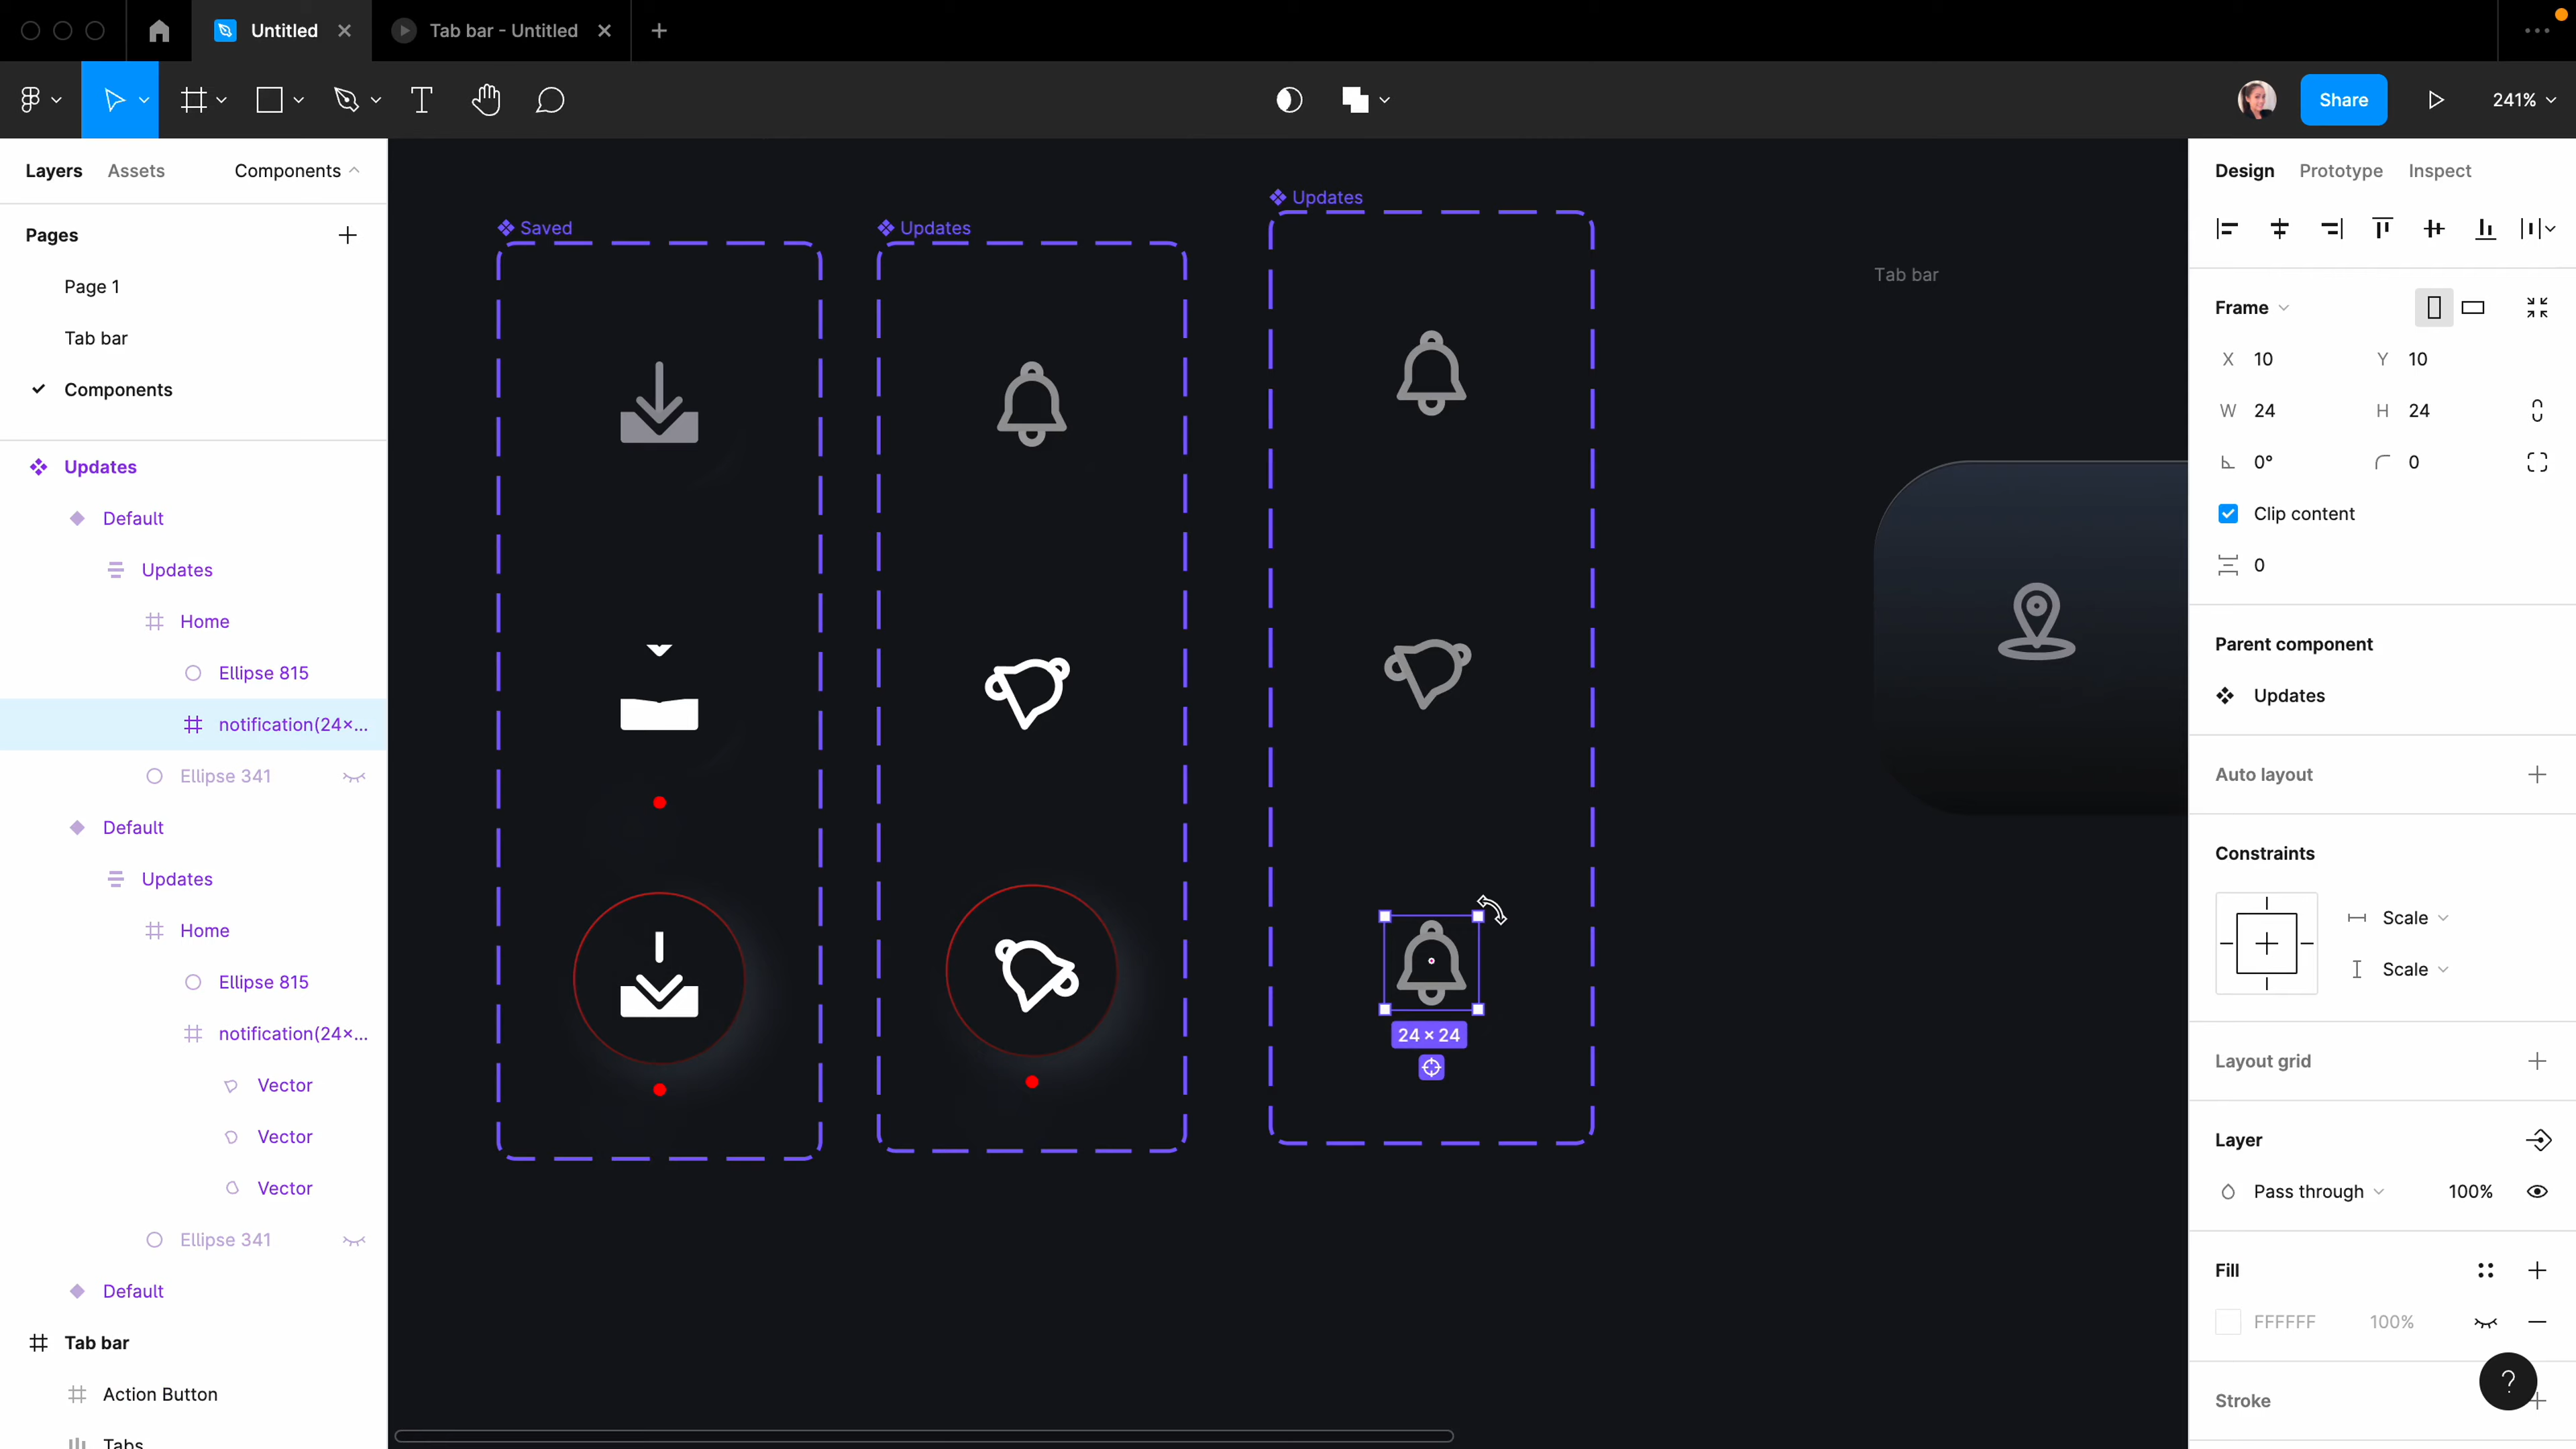 Untitled
Tab bar - Untitled
Share
241%
Layers
Assets
Components
Pages
Page 1
Tab bar
Components
Updates
Default
Updates
Home
Ellipse 815
notification(24×...
Ellipse 341
Default
Updates
Home
Ellipse 815
notification(24×...
Vector
Vector
Vector
Ellipse 341
Default
Tab bar
Action Button
Tabs
Saved
Updates
Updates
Tab bar
24 × 24
Design
Prototype
Inspect
Frame
X 10
Y 10
W 24
H 24
0°
0
Clip content
0
Parent component
Updates
Auto layout
Constraints
Scale
Scale
Layout grid
Layer
Pass through
100%
Fill
FFFFFF
100%
?
Stroke